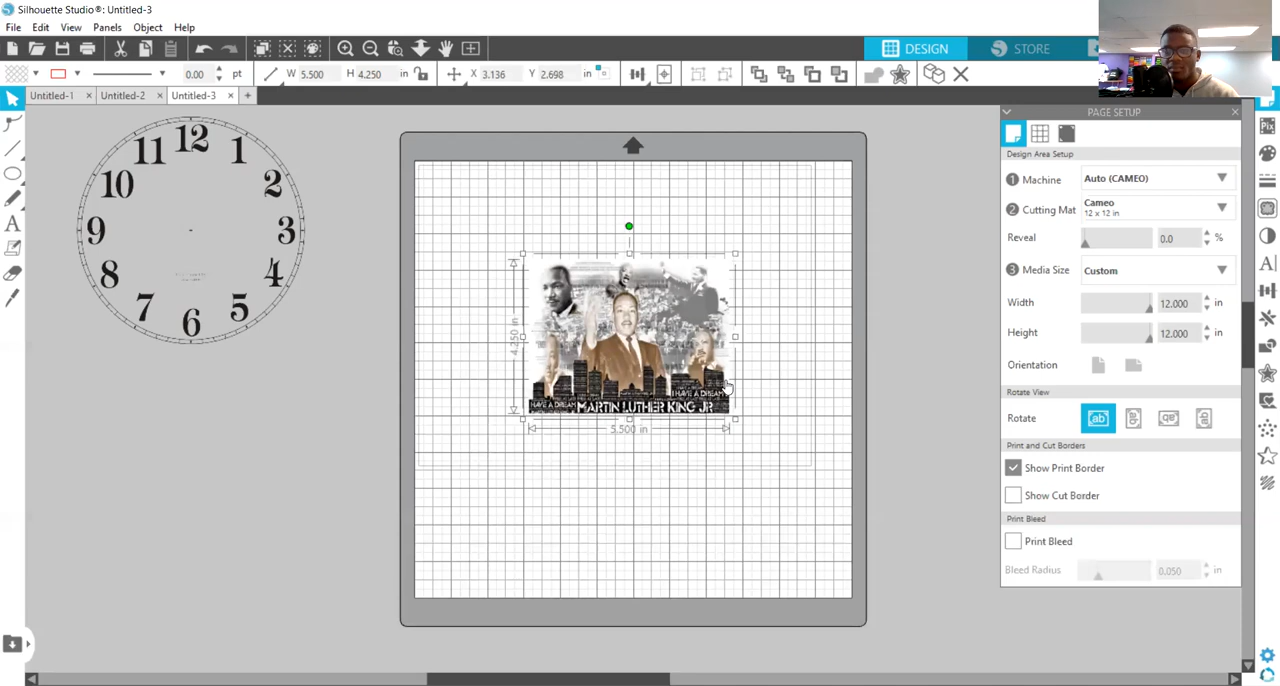 Silhouette Studio®: Untitled-3
File Edit View Panels Object Help
DESIGN STORE
0.00 pt W 5.500 H 4.250 in X 3.136 Y 2.698 in
Untitled-1 × Untitled-2 × Untitled-3 × +
12
1
2
3
4
5
6
7
8
9
10
11
4.250 in
HAVE A DREAM
I HAVE A DREAM
MARTIN LUTHER KING JR
5.500 in
PAGE SETUP
Design Area Setup
1 Machine Auto (CAMEO)
2 Cutting Mat Cameo
12 x 12 in
Reveal 0.0 %
3 Media Size Custom
Width 12.000 in
Height 12.000 in
Orientation
Rotate View
Rotate
Print and Cut Borders
Show Print Border
Show Cut Border
Print Bleed
Print Bleed
Bleed Radius 0.050 in
Pix